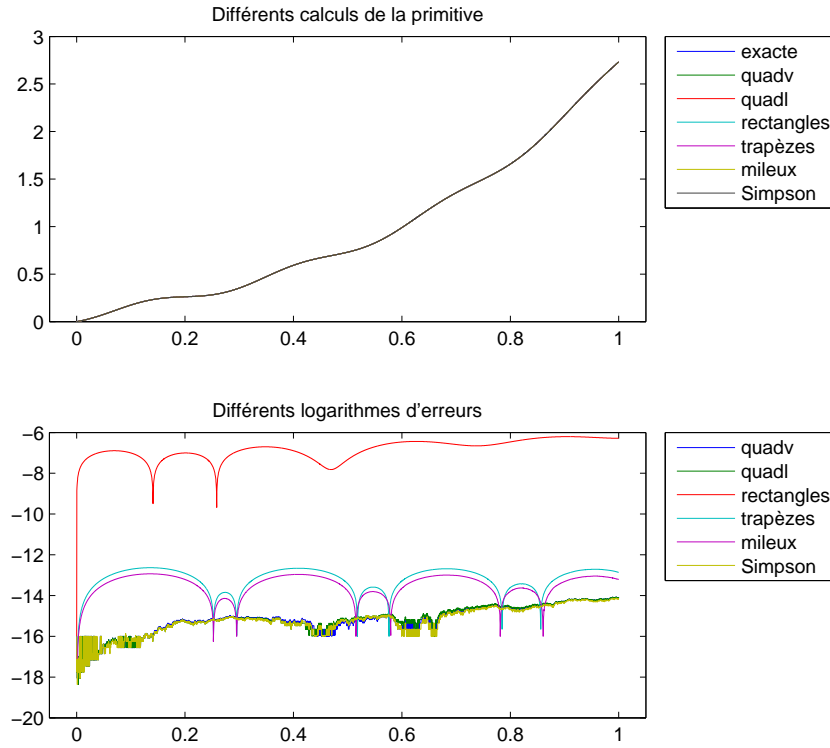 Différents calculs de la primitive
3
2.5
2
1.5
1
0.5
0
0
0.2
0.4
0.6
0.8
1
exacte
quadv
quadl
rectangles
trapèzes
mileux
Simpson
Différents logarithmes d'erreurs
−6
−8
−10
−12
−14
−16
−18
−20
0
0.2
0.4
0.6
0.8
1
quadv
quadl
rectangles
trapèzes
mileux
Simpson